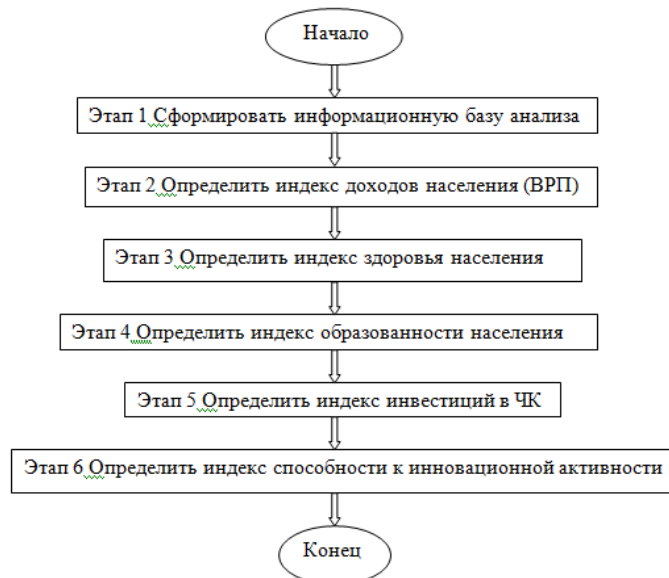 Начало
Этап 1 Сформировать информационную базу анализа
Этап 2 Определить индекс доходов населения (ВРП)
Этап 3 Определить индекс здоровья населения
Этап 4 Определить индекс образованности населения
Этап 5 Определить индекс инвестиций в ЧК
Этап 6 Определить индекс способности к инновационной активности
Конец